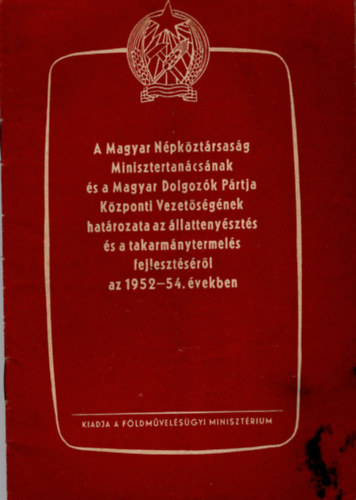 A Magyar Népköztársaság
Minisztertanácsának
és a Magyar Dolgozók Pártja
Központi Vezetőségének
határozata az állattenyésztés
és a takarmánytermelés
fejlesztéséről
az 1952–54. években
KIADJA A FÖLDMŰVELÉSÜGYI MINISZTÉRIUM